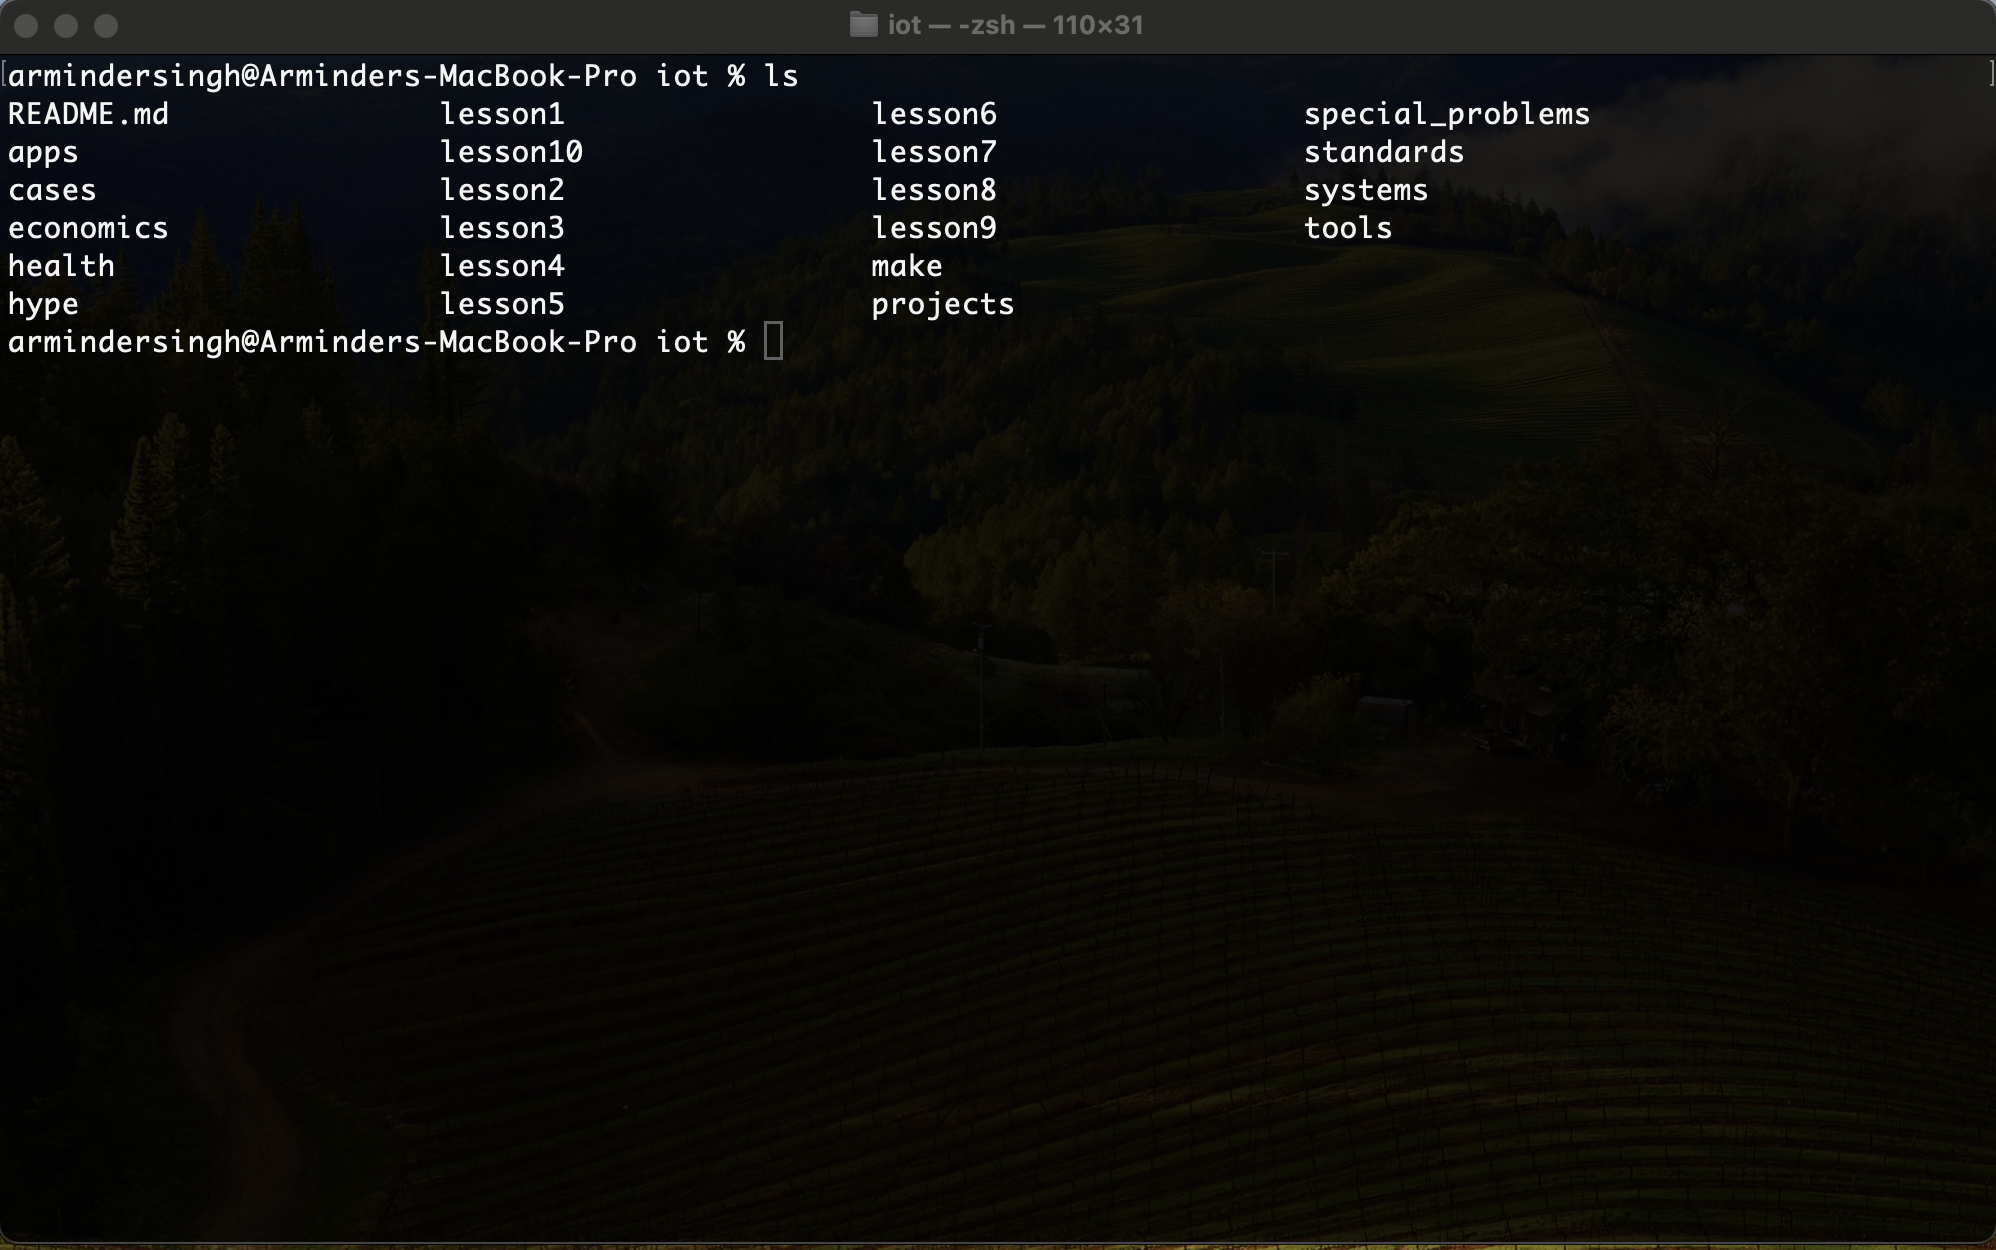 iot — -zsh — 110×31
armindersingh@Arminders-MacBook-Pro iot % ls
README.md lesson1 lesson6 special_problems
apps lesson10 lesson7 standards
cases lesson2 lesson8 systems
economics lesson3 lesson9 tools
health lesson4 make
hype lesson5 projects
armindersingh@Arminders-MacBook-Pro iot %